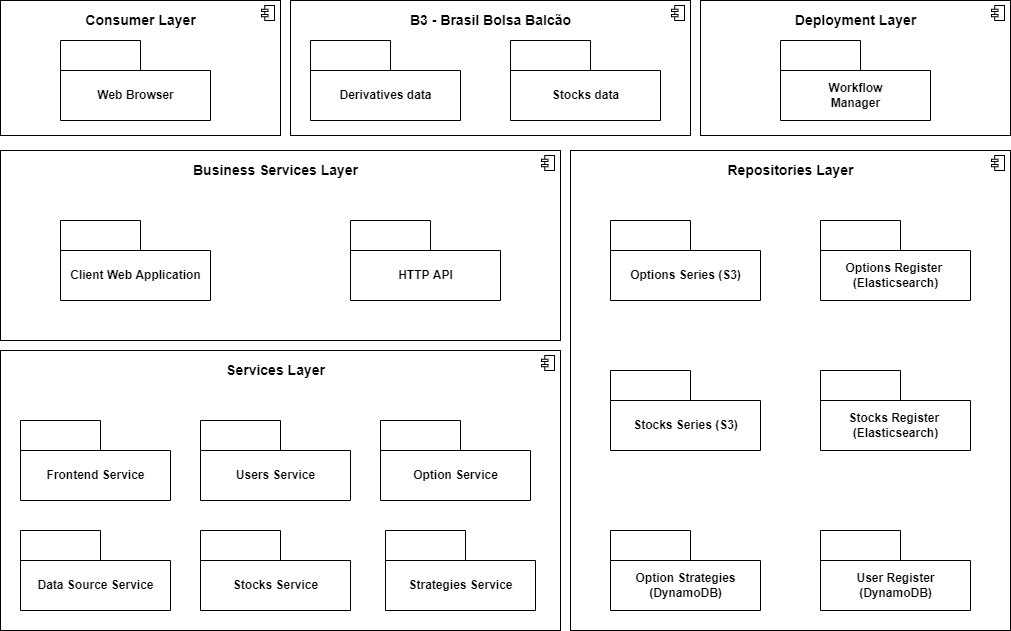 Consumer Layer
Web Browser
B3 - Brasil Bolsa Balcão
Derivatives data
Stocks data
Deployment Layer
Workflow
Manager
Business Services Layer
Client Web Application
HTTP API
Services Layer
Frontend Service
Users Service
Option Service
Data Source Service
Stocks Service
Strategies Service
Repositories Layer
Options Series (S3)
Options Register
(Elasticsearch)
Stocks Series (S3)
Stocks Register
(Elasticsearch)
Option Strategies
(DynamoDB)
User Register
(DynamoDB)